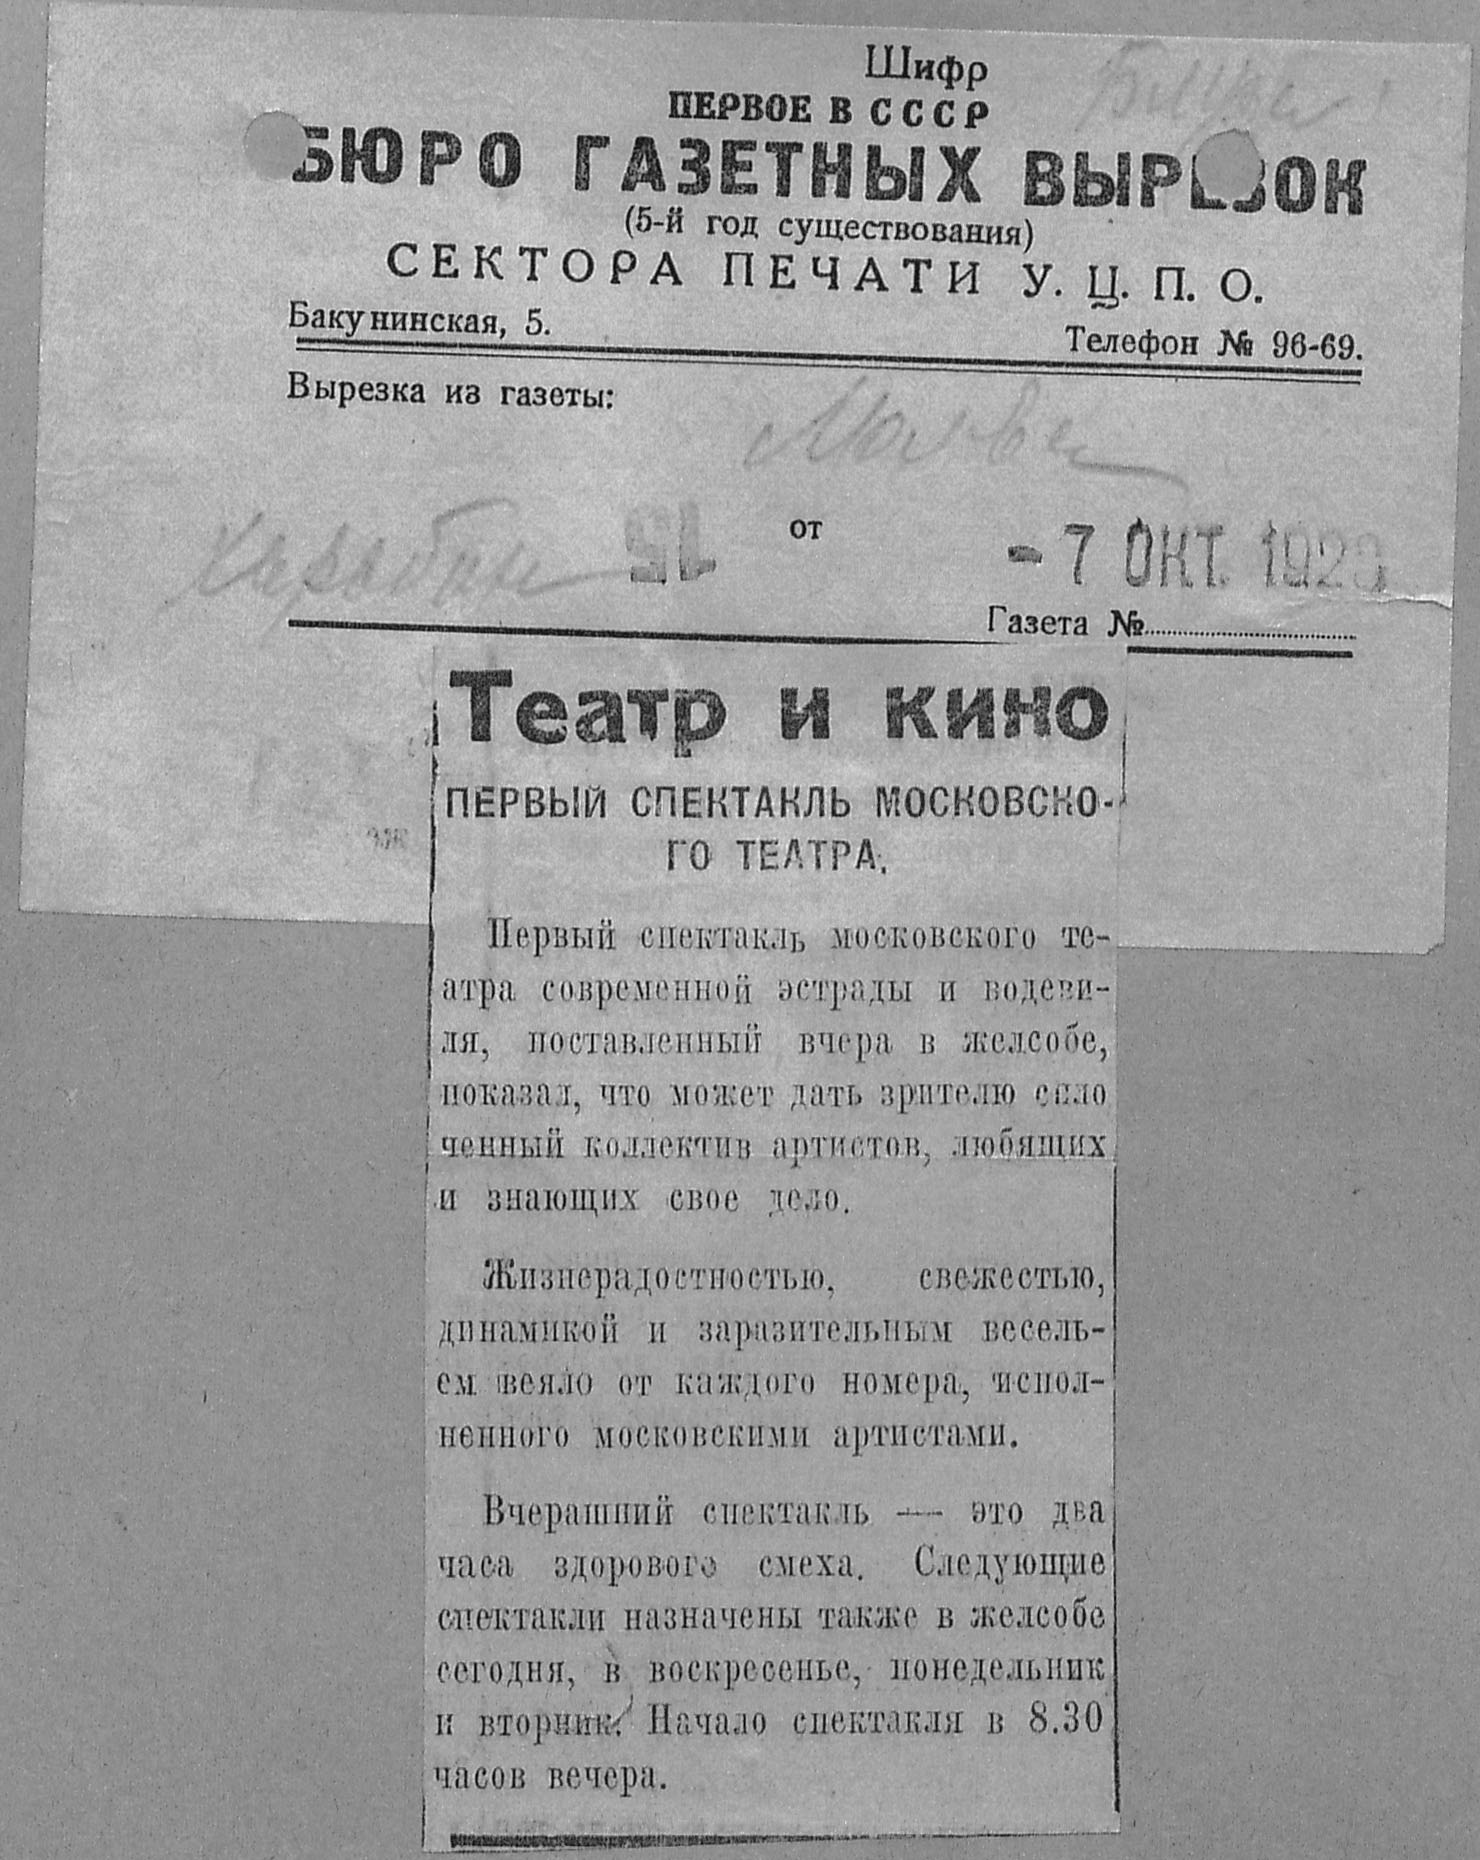 Шифр
ПЕРВОЕ В СССР
БЮРО ГАЗЕТНЫХ ВЫРЕЗОК
(5-й год существования)
СЕКТОРА ПЕЧАТИ У. Ц. П. О.
Бакунинская, 5. Телефон № 96-69.
Вырезка из газеты:
от - 7 ОКТ. 192
Газета №
Театр и кино
ПЕРВЫЙ СПЕКТАКЛЬ МОСКОВСКО-
ГО ТЕАТРА.
Первый спектакль московского те-
атра современной эстрады и водеви-
ля, поставленный вчера в желсобе,
показал, что может дать зрителю спло
ченный коллектив артистов, любящих
и знающих свое дело.
Жизнерадостностью, свежестью,
динамикой и заразительным весель-
ем веяло от каждого номера, испол-
ненного московскими артистами.
Вчерашний спектакль — это два
часа здорового смеха. Следующие
спектакли назначены также в желсобе
сегодня, в воскресенье, понедельник
и вторник. Начало спектакля в 8.30
часов вечера.